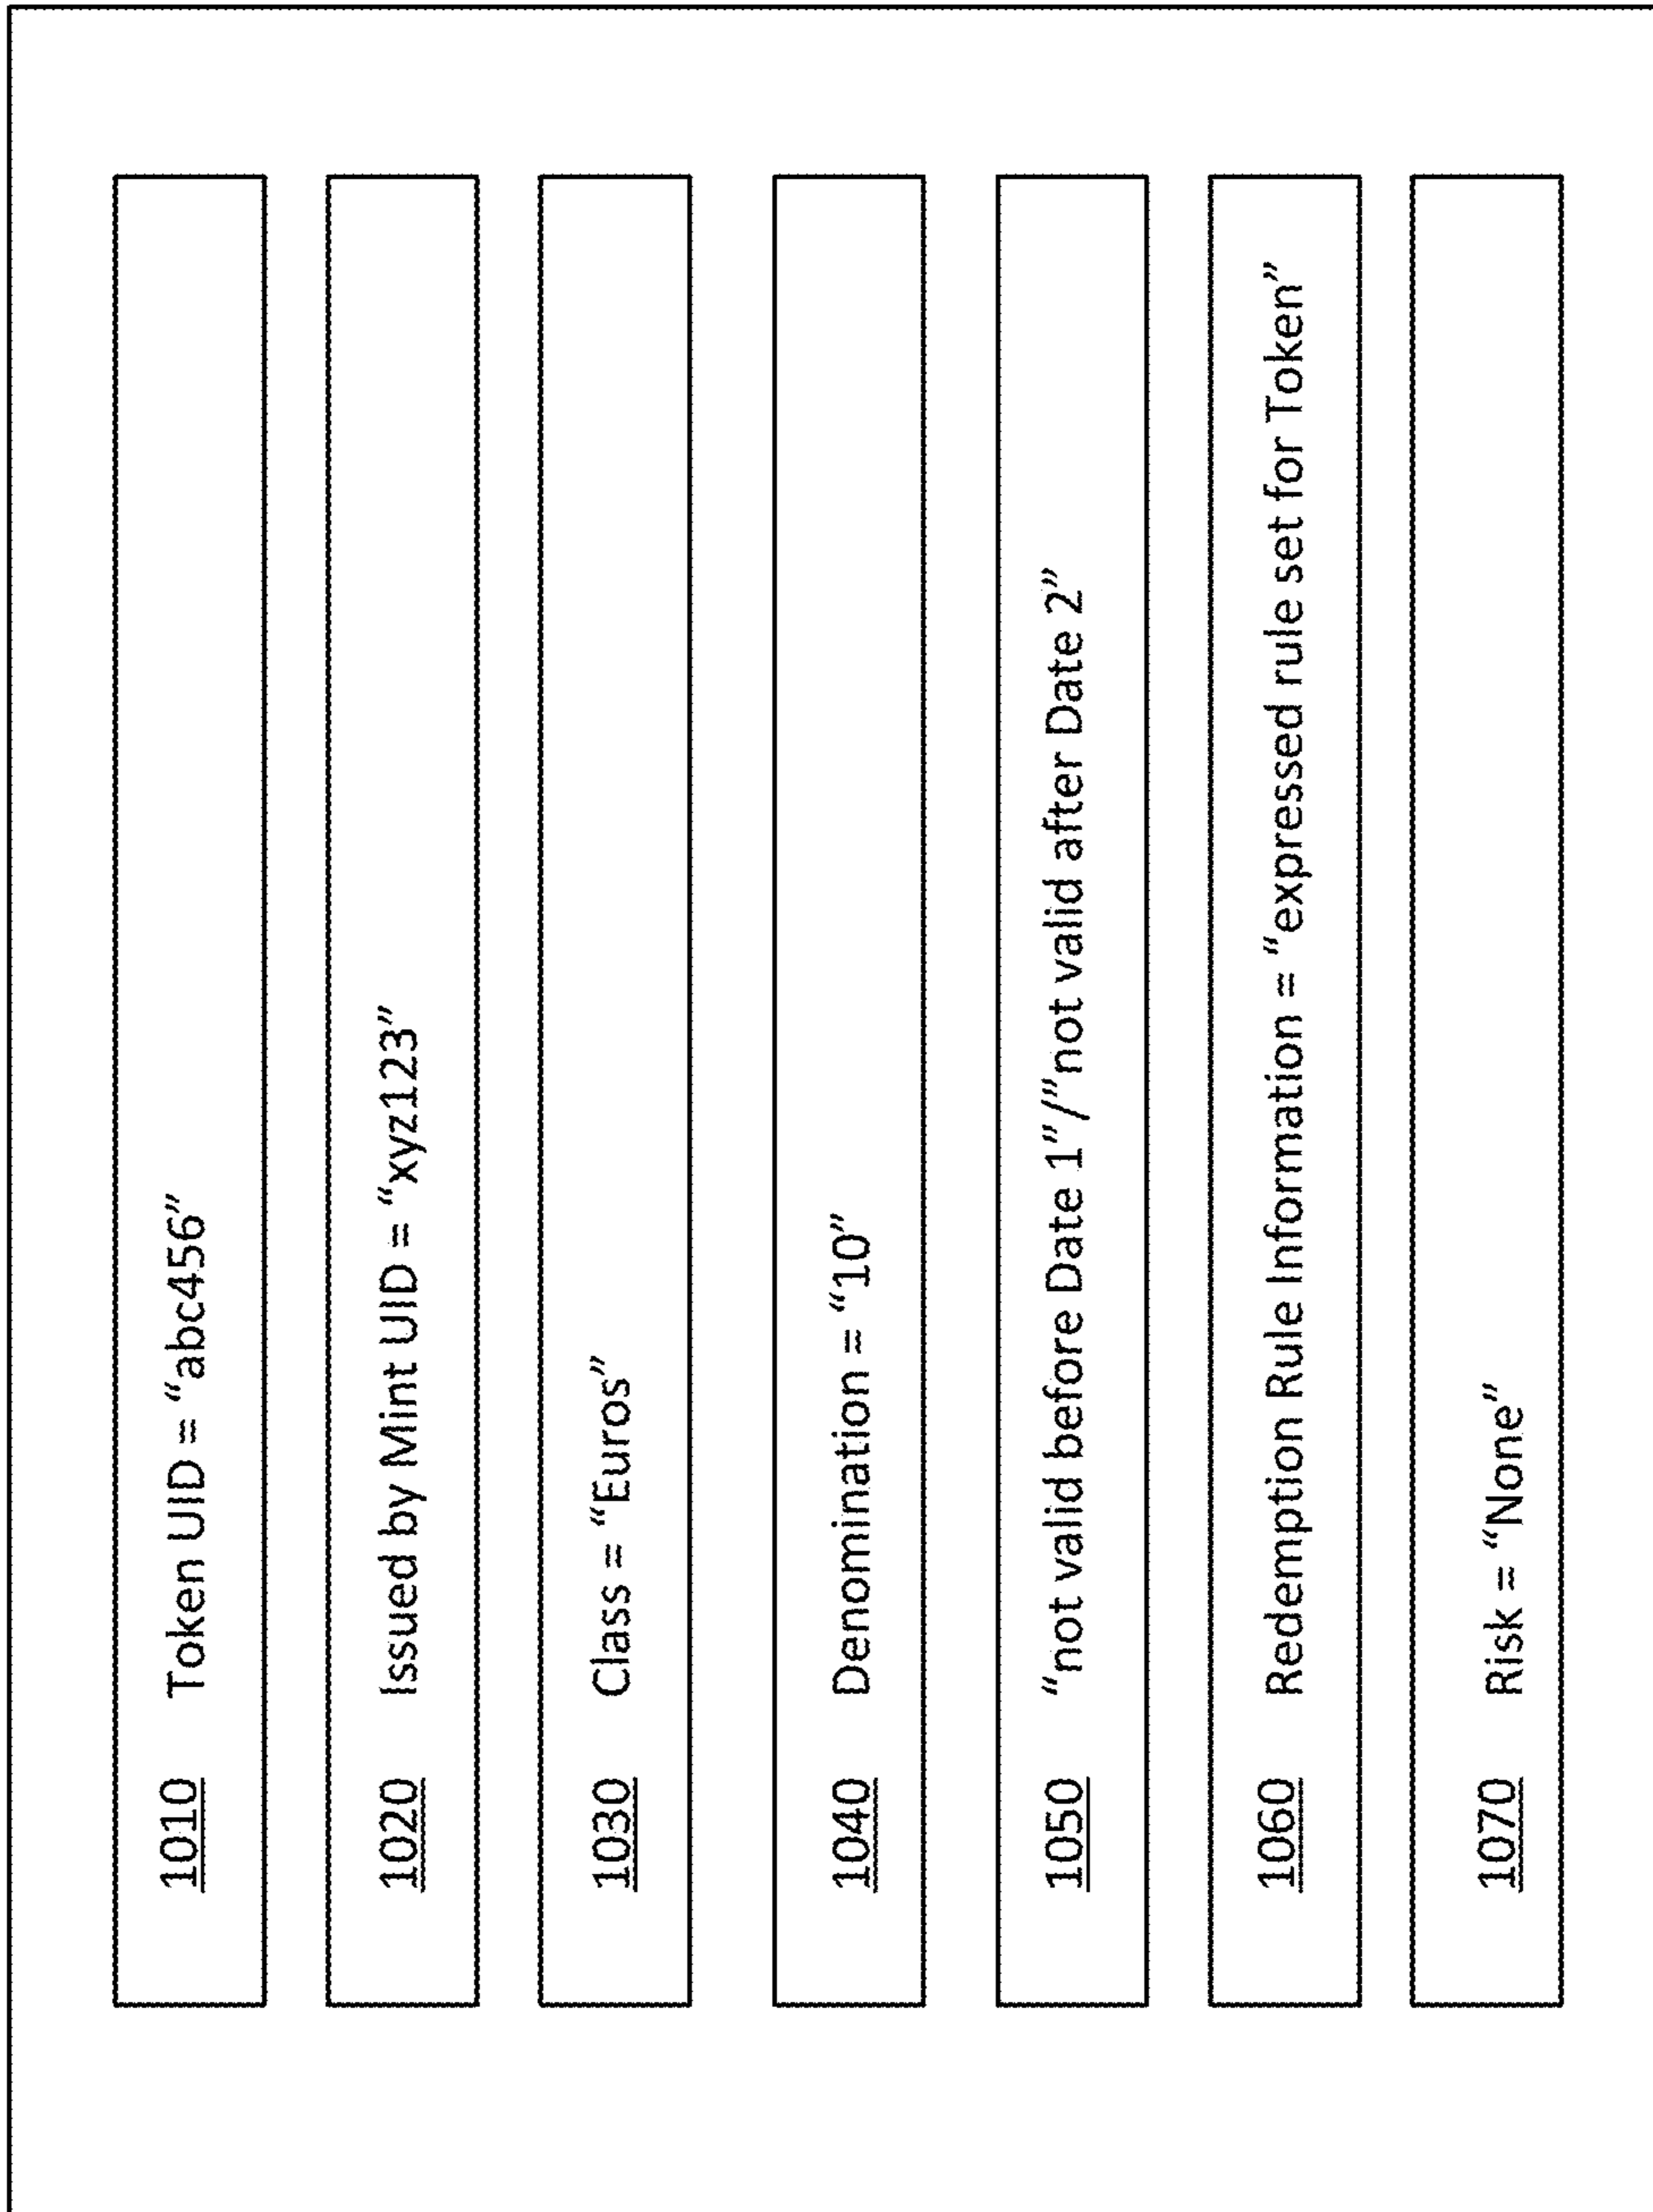 1010 Token UID = “abc456”
1020 Issued by Mint UID = “xyz123”
1030 Class = “Euros”
1040 Denomination = “10”
1050 “not valid before Date 1”/”not valid after Date 2”
1060 Redemption Rule Information = “expressed rule set for Token”
1070 Risk = “None”